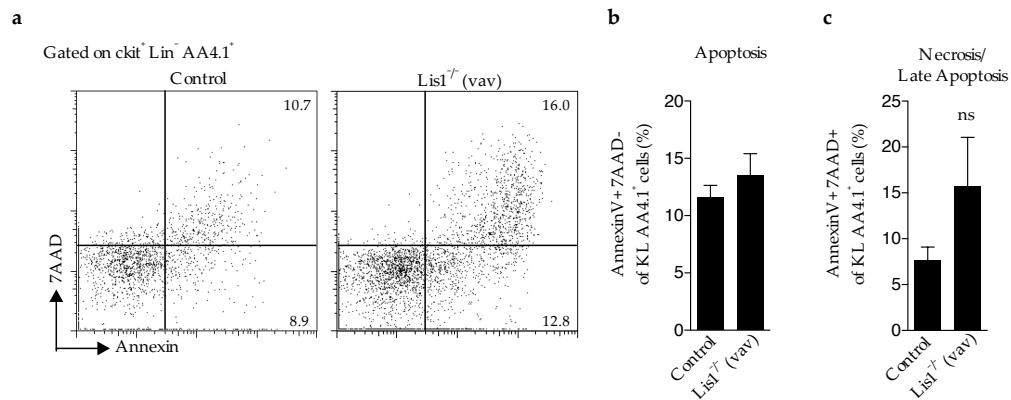 a
Gated on ckit⁺ Lin⁻ AA4.1⁺
Control
10.7
8.9
7AAD
Annexin
Lis1⁻/⁻ (vav)
16.0
12.8
b
Apoptosis
AnnexinV+ 7AAD-
of KL AA4.1⁺ cells (%)
20
15
10
5
0
Control
Lis1⁻/⁻ (vav)
c
Necrosis/
Late Apoptosis
ns
AnnexinV+ 7AAD+
of KL AA4.1⁺ cells (%)
25
20
15
10
5
0
Control
Lis1⁻/⁻ (vav)